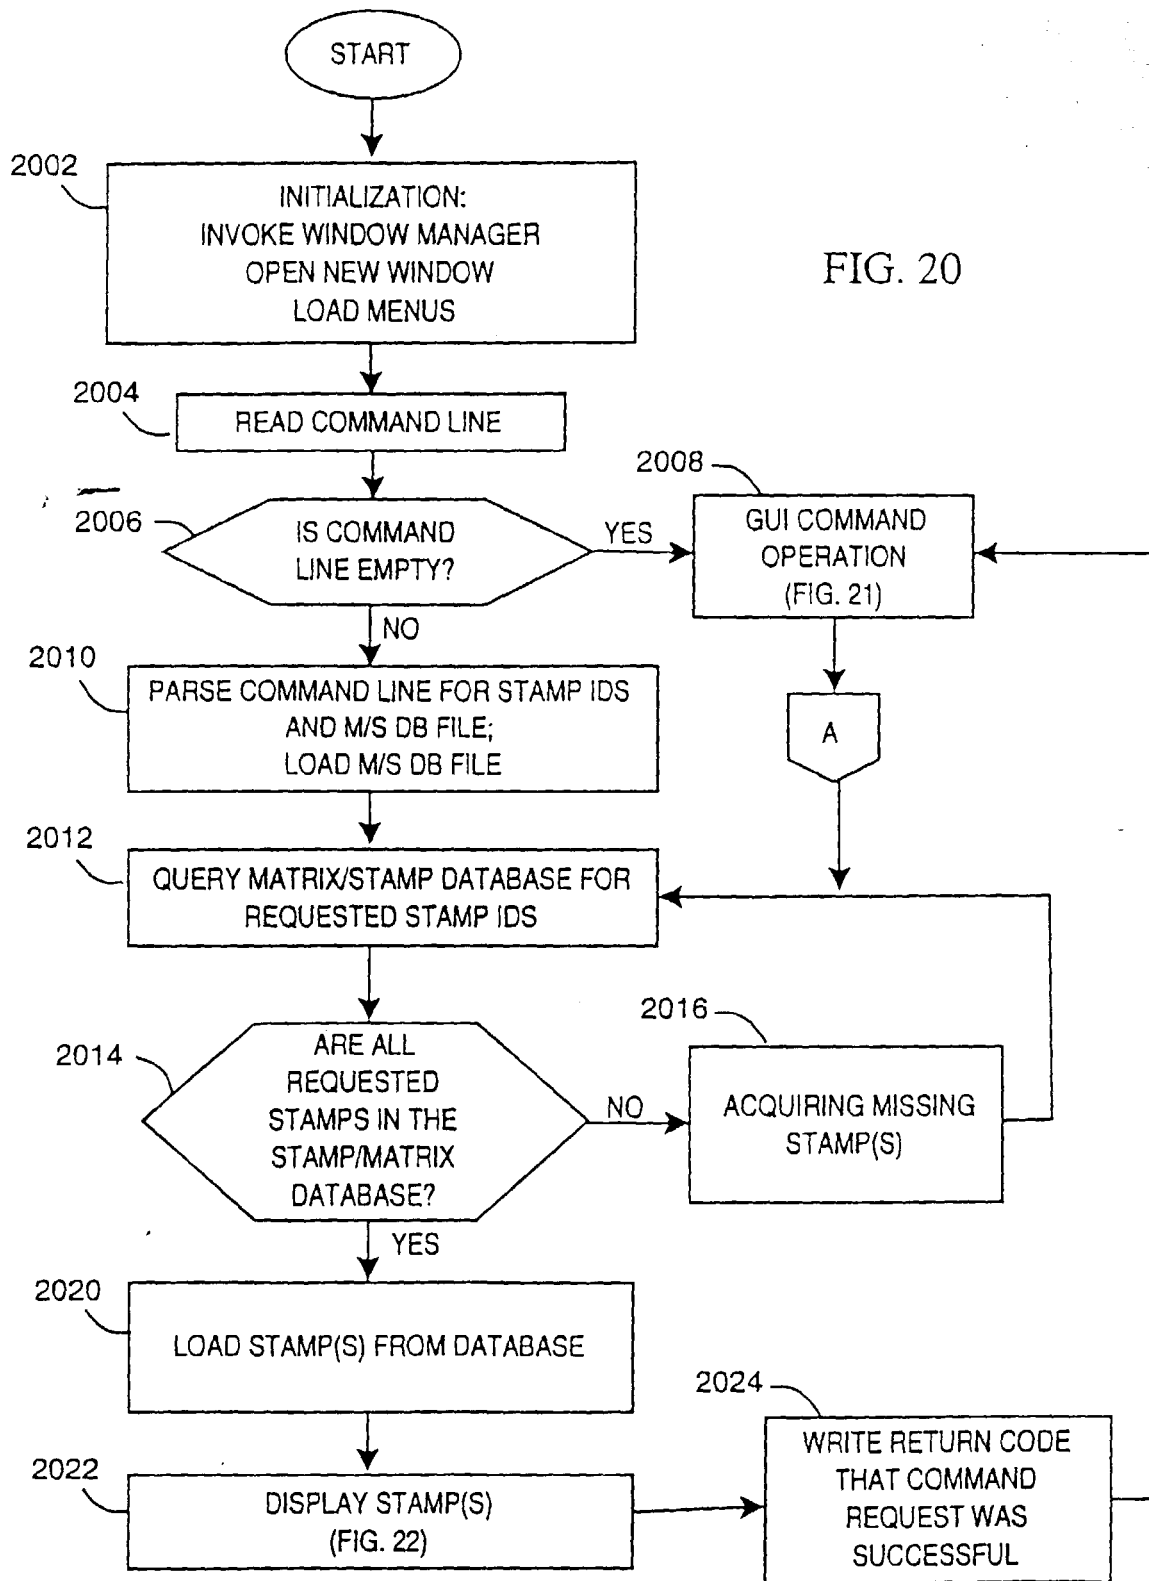 START
2002
INITIALIZATION:
INVOKE WINDOW MANAGER
OPEN NEW WINDOW
LOAD MENUS
FIG. 20
2004
READ COMMAND LINE
2006
IS COMMAND
LINE EMPTY?
YES
2008
GUI COMMAND
OPERATION
(FIG. 21)
NO
A
2010
PARSE COMMAND LINE FOR STAMP IDS
AND M/S DB FILE;
LOAD M/S DB FILE
2012
QUERY MATRIX/STAMP DATABASE FOR
REQUESTED STAMP IDS
2014
ARE ALL
REQUESTED
STAMPS IN THE
STAMP/MATRIX
DATABASE?
NO
2016
ACQUIRING MISSING
STAMP(S)
YES
2020
LOAD STAMP(S) FROM DATABASE
2022
DISPLAY STAMP(S)
(FIG. 22)
2024
WRITE RETURN CODE
THAT COMMAND
REQUEST WAS
SUCCESSFUL